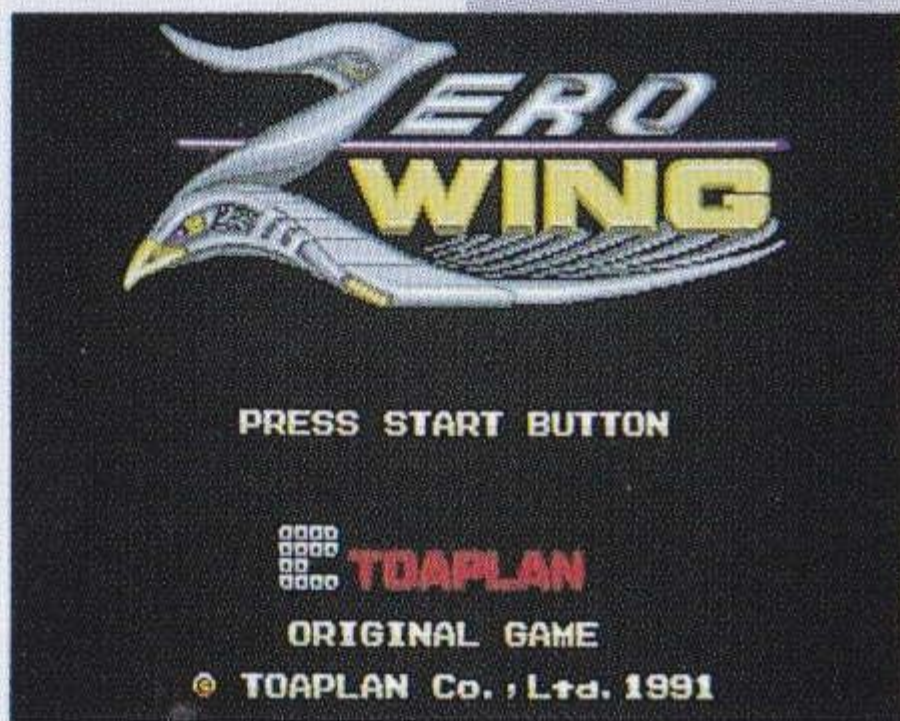 ZERO
WING
PRESS START BUTTON
TOAPLAN
ORIGINAL GAME
© TOAPLAN Co.,Ltd. 1991